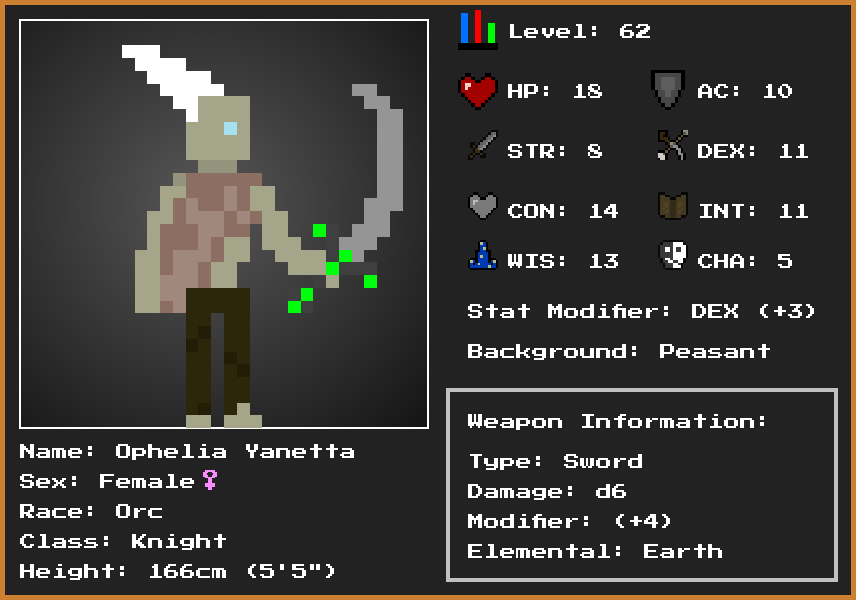 Level: 62
HP: 18
AC: 10
STR: 8
DEX: 11
CON: 14
INT: 11
WIS: 13
CHA: 5
Stat Modifier: DEX (+3)
Background: Peasant
Weapon Information:
Type: Sword
Damage: d6
Modifier: (+4)
Elemental: Earth
Name: Ophelia Yanetta
Sex: Female♀
Race: Orc
Class: Knight
Height: 166cm (5'5")